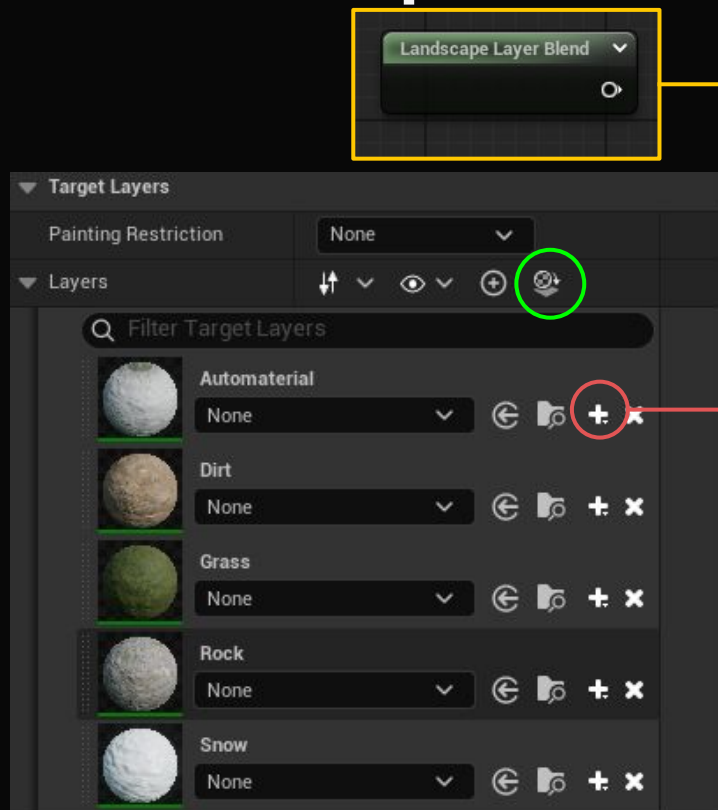 Landscape Layer Blend
Target Layers
Painting Restriction
None
Layers
Filter Target Layers
Automaterial
None
Dirt
None
Grass
None
Rock
None
Snow
None